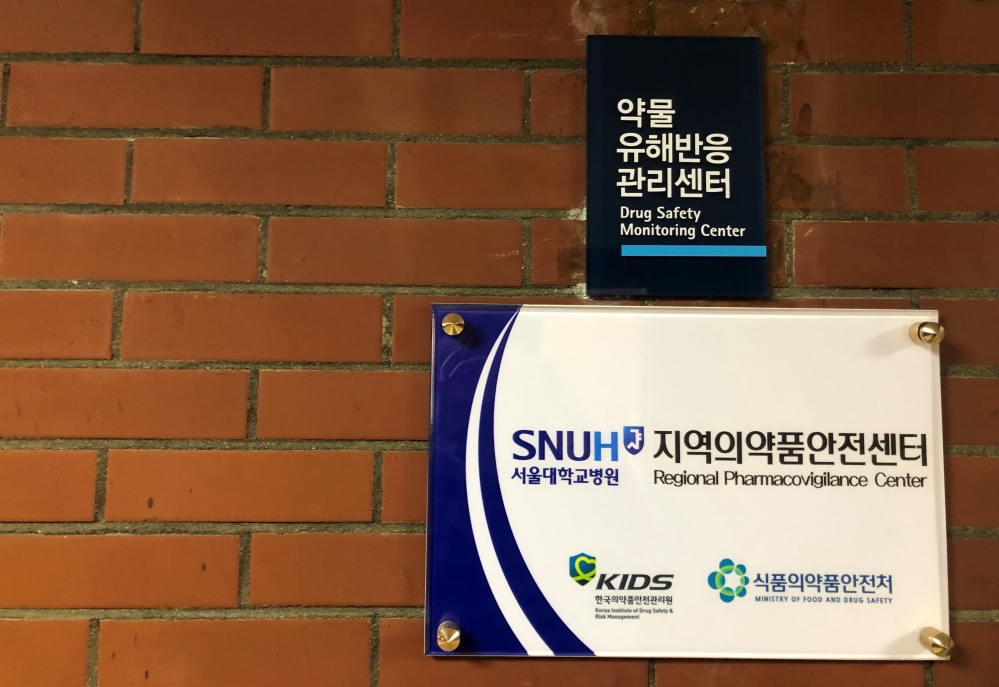 약물
유해반응
관리센터
Drug Safety
Monitoring Center
SNUH 지역의약품안전센터
서울대학교병원 Regional Pharmacovigilance Center
KIDS
한국의약품안전관리원
Korea Institute of Drug Safety &
Risk Management
식품의약품안전처
MINISTRY OF FOOD AND DRUG SAFETY